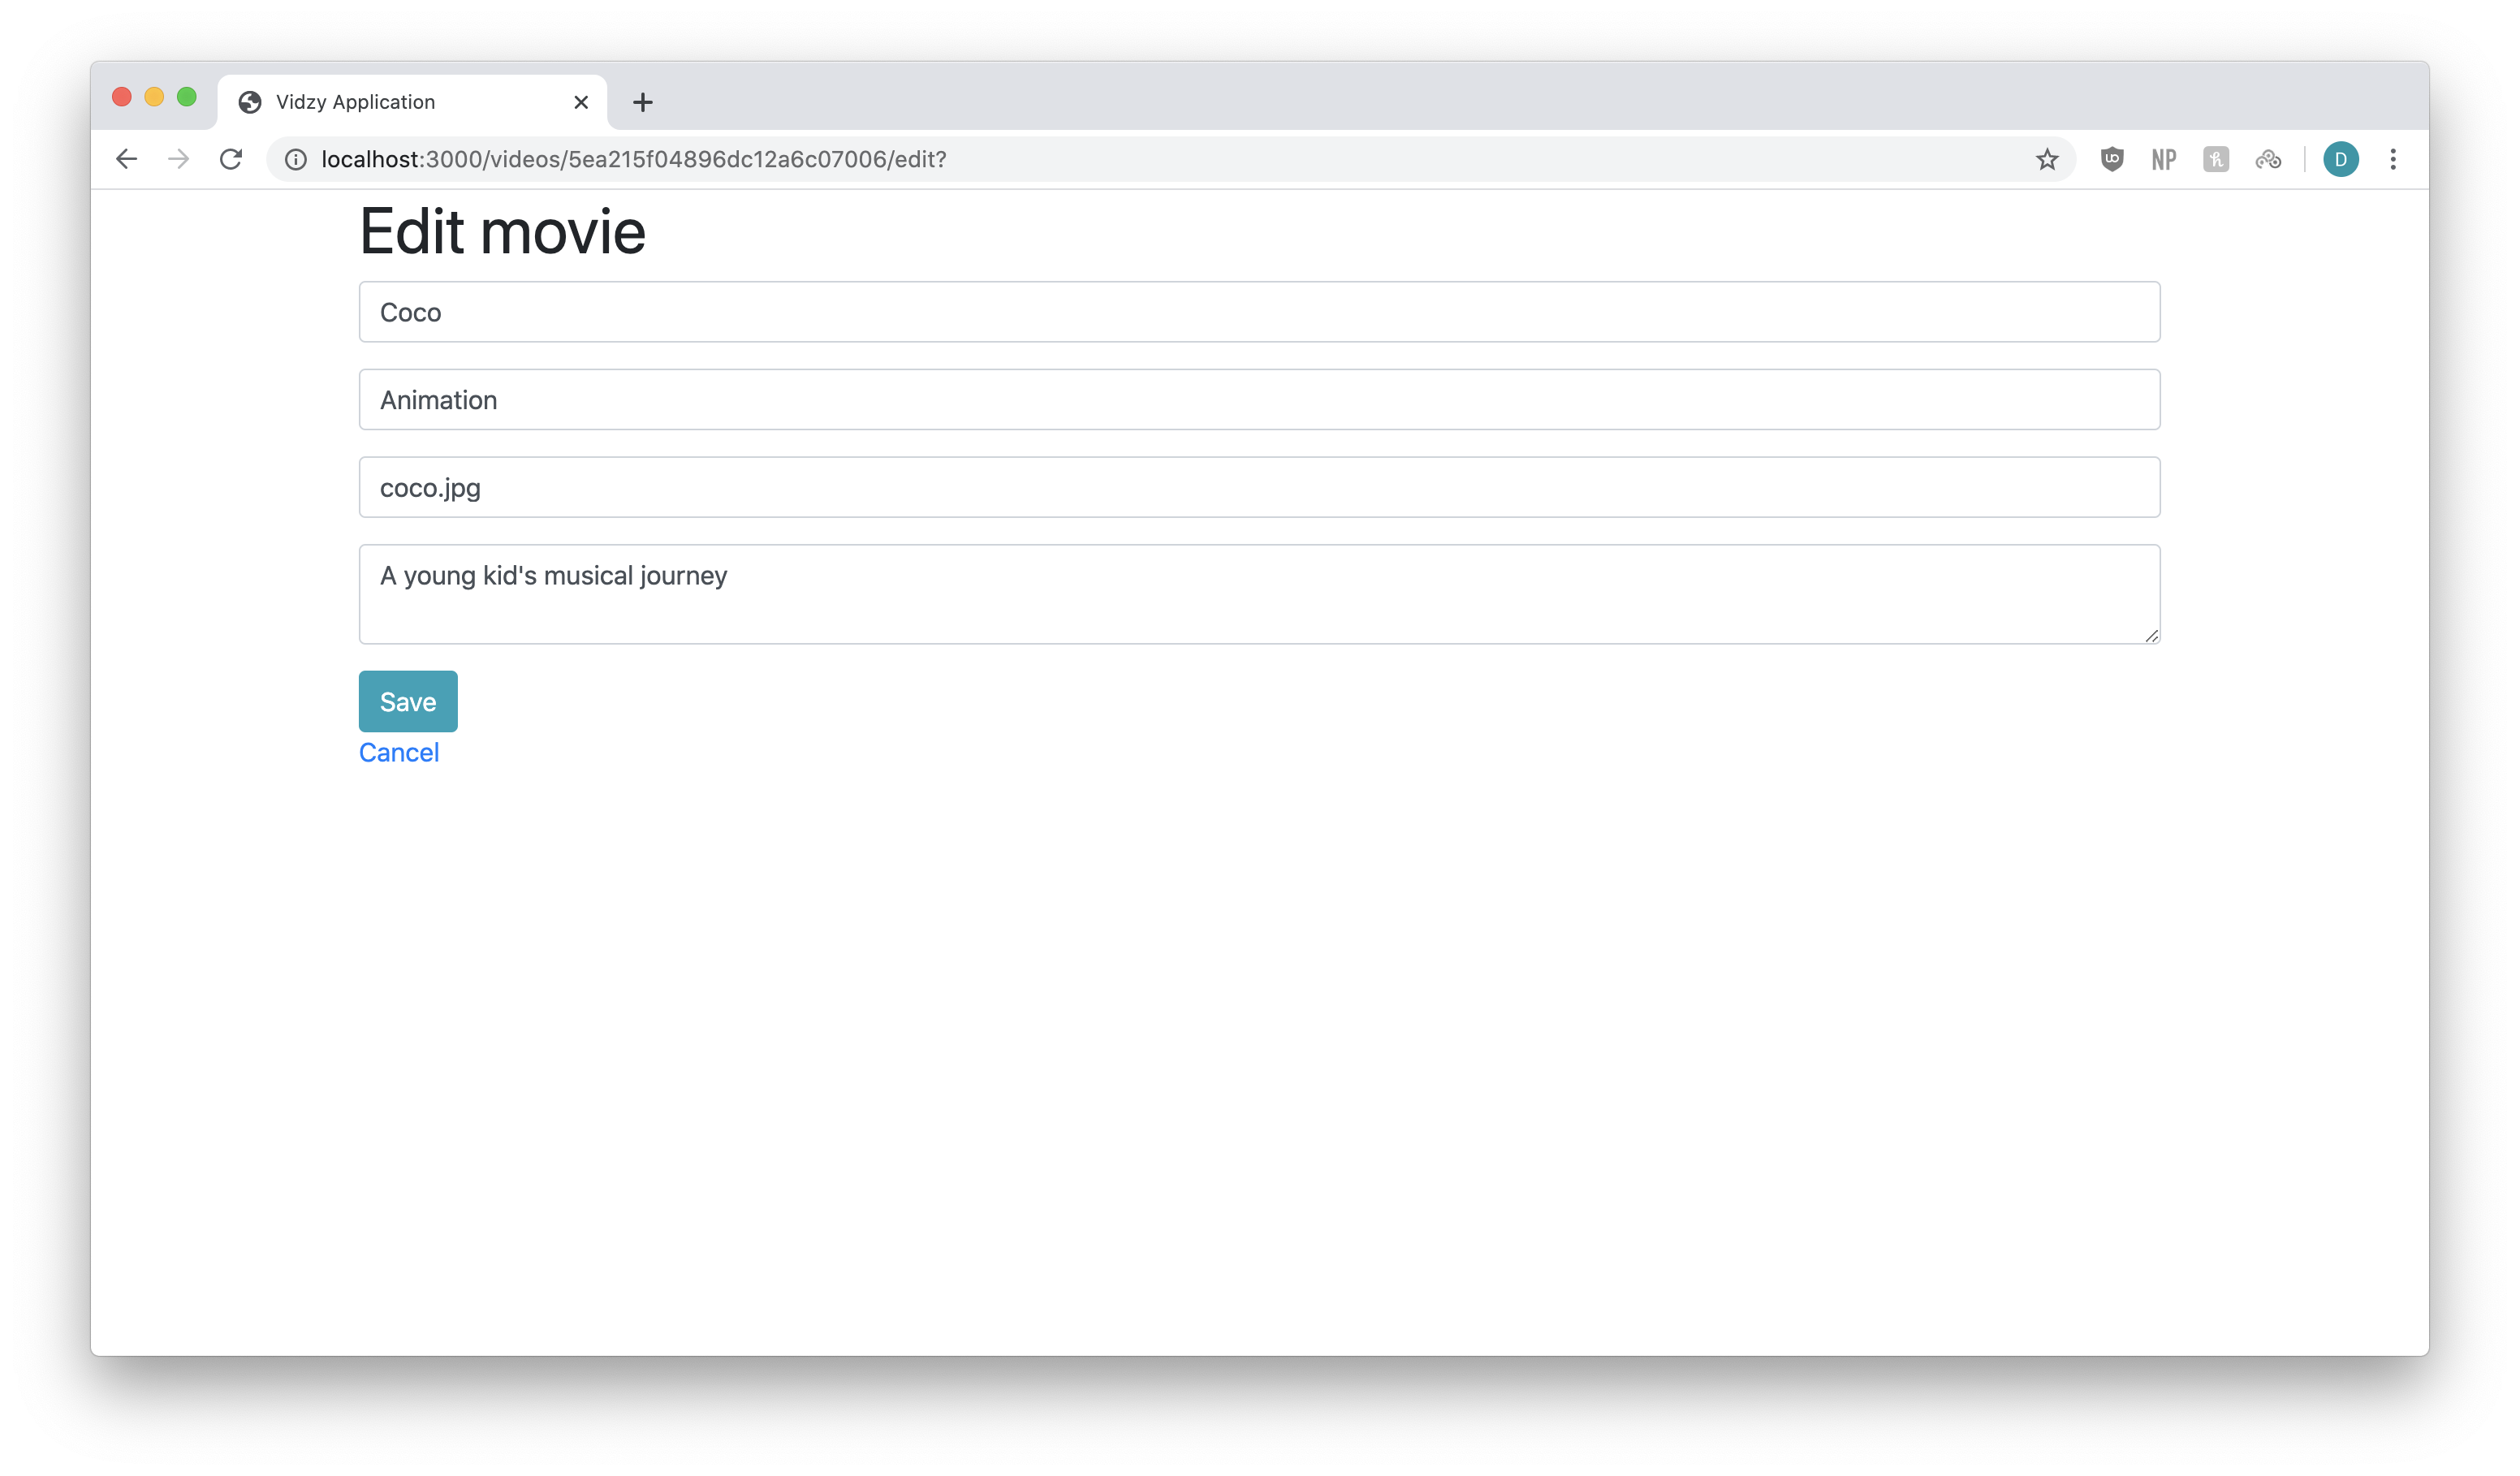 Vidzy Application
localhost:3000/videos/5ea215f04896dc12a6c07006/edit?
NP
D
Edit movie
Coco
Animation
coco.jpg
A young kid's musical journey
Save
Cancel